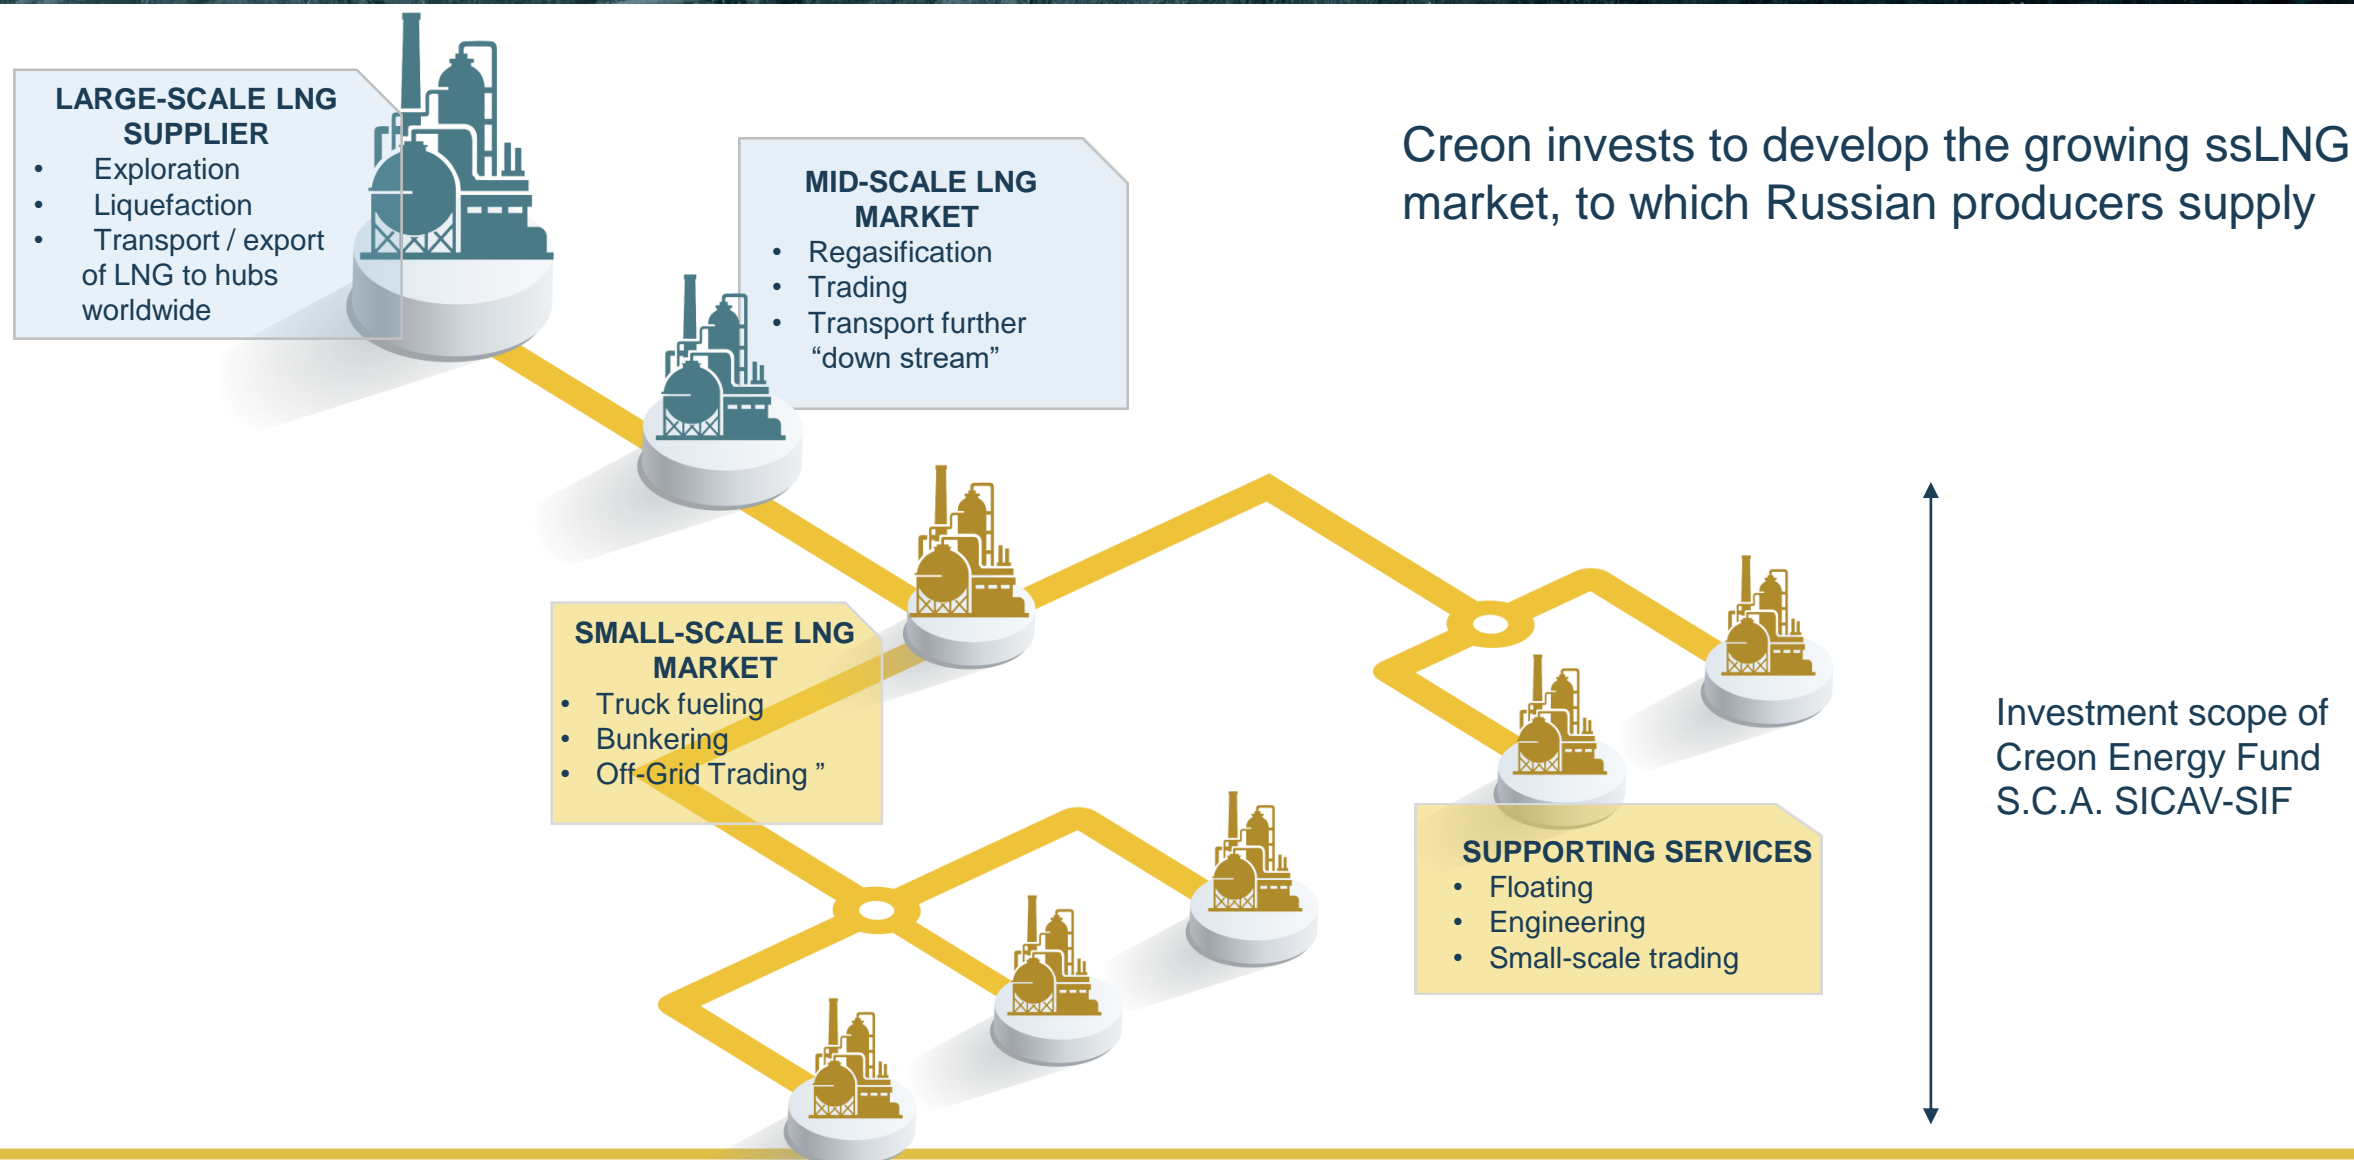 LARGE-SCALE LNG
SUPPLIER
• Exploration
• Liquefaction
• Transport / export
of LNG to hubs
worldwide
MID-SCALE LNG
MARKET
• Regasification
• Trading
• Transport further
“down stream”
Creon invests to develop the growing ssLNG
market, to which Russian producers supply
SMALL-SCALE LNG
MARKET
• Truck fueling
• Bunkering
• Off-Grid Trading ”
SUPPORTING SERVICES
• Floating
• Engineering
• Small-scale trading
Investment scope of
Creon Energy Fund
S.C.A. SICAV-SIF